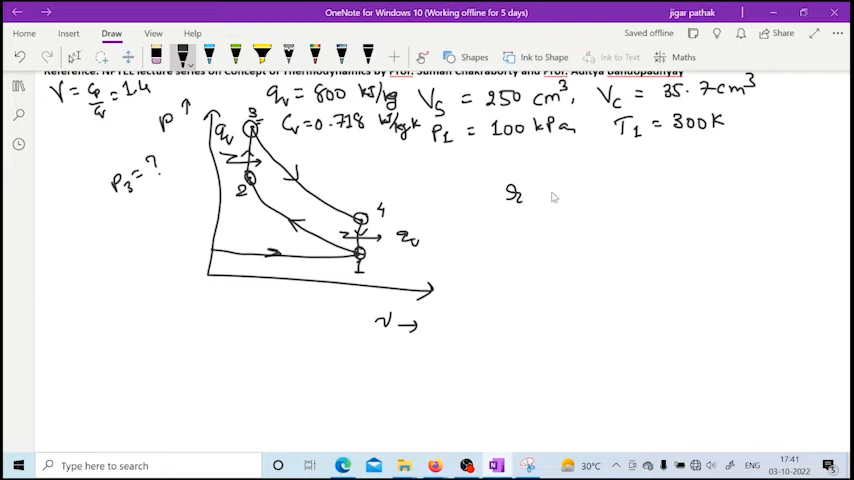 OneNote for Windows 10 (Working offline for 5 days)
jigar pathak
Home Insert Draw View Help Saved offline
Shapes Ink to Shape Ink to Text Maths
Reference: NPTEL lecture series on Concept of Thermodynamics by Prof. Suman Chakraborty and Prof. Aditya Bandopadhyay
γ = Cp/Cv = 1.4 qv = 800 kJ/kg Vs = 250 cm³, Vc = 35.7 cm³
Cv = 0.718 kJ/kgK P1 = 100 kPa, T1 = 300K
P ↑
3
qv
P3 = ?
2
r
4
qv
1
v →
Type here to search
30°C
17:41
03-10-2022
5